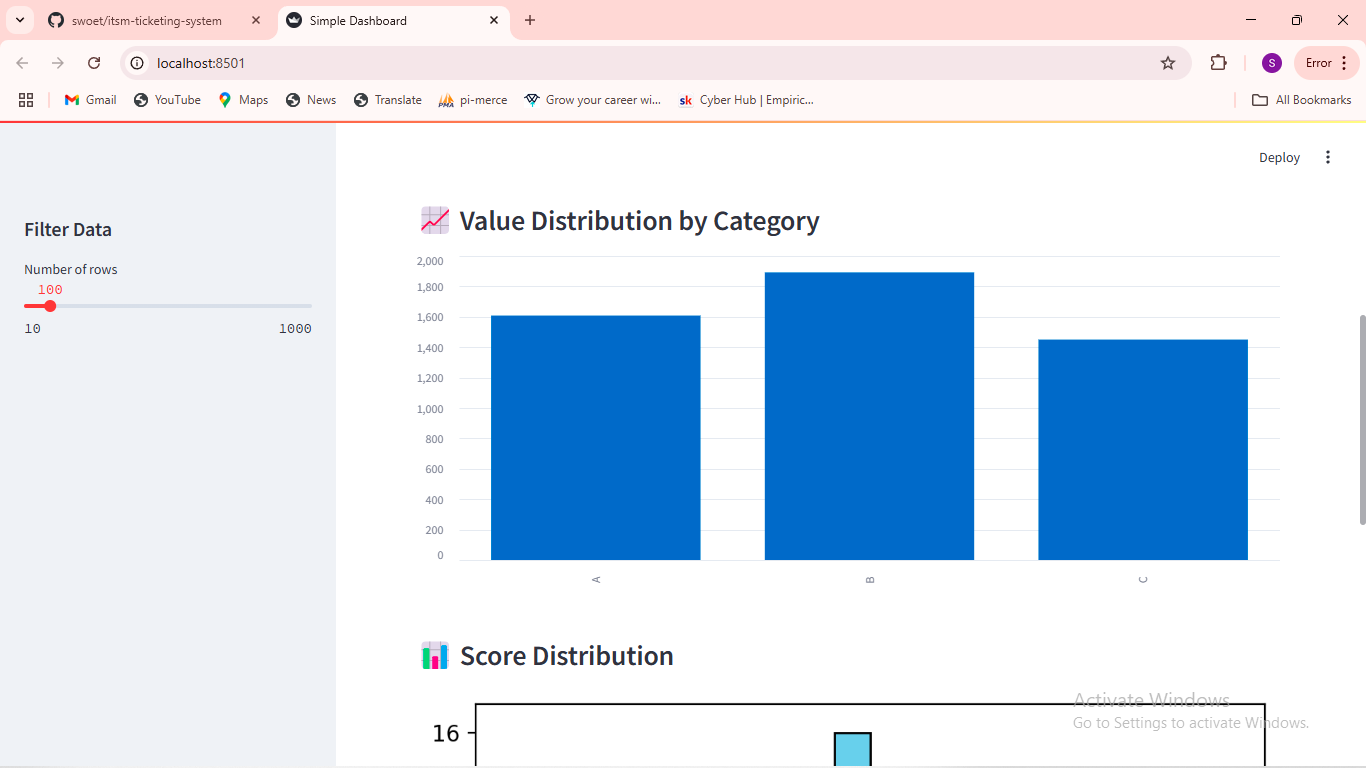 swoet/itsm-ticketing-system
Simple Dashboard
localhost:8501
S
Error
Gmail
YouTube
Maps
News
Translate
PMA pi-merce
Grow your career wi...
sk Cyber Hub | Empiric...
All Bookmarks
Deploy
Filter Data
Number of rows
100
10 1000
Value Distribution by Category
2,000
1,800
1,600
1,400
1,200
1,000
800
600
400
200
0
A B C
Score Distribution
16
Activate Windows
Go to Settings to activate Windows.